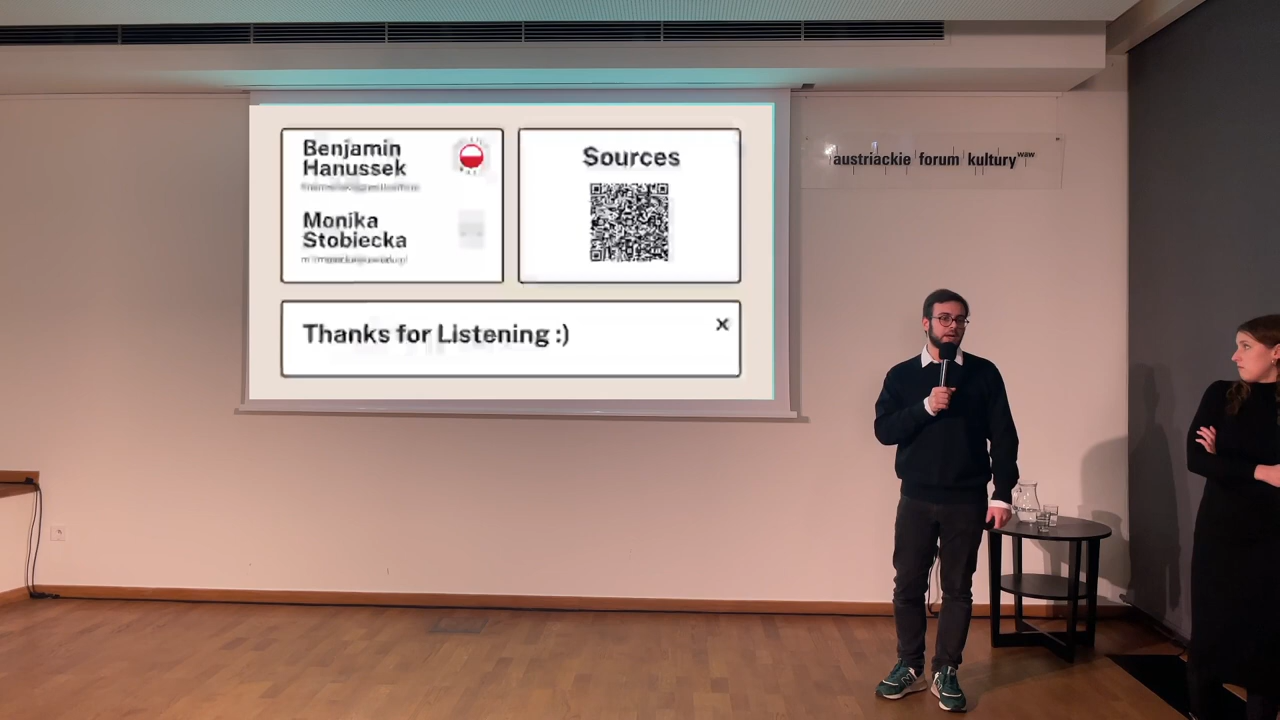 Benjamin
Hanussek
Monika
Stobiecka
Sources
Thanks for Listening :)
austriackie forum kultury waw